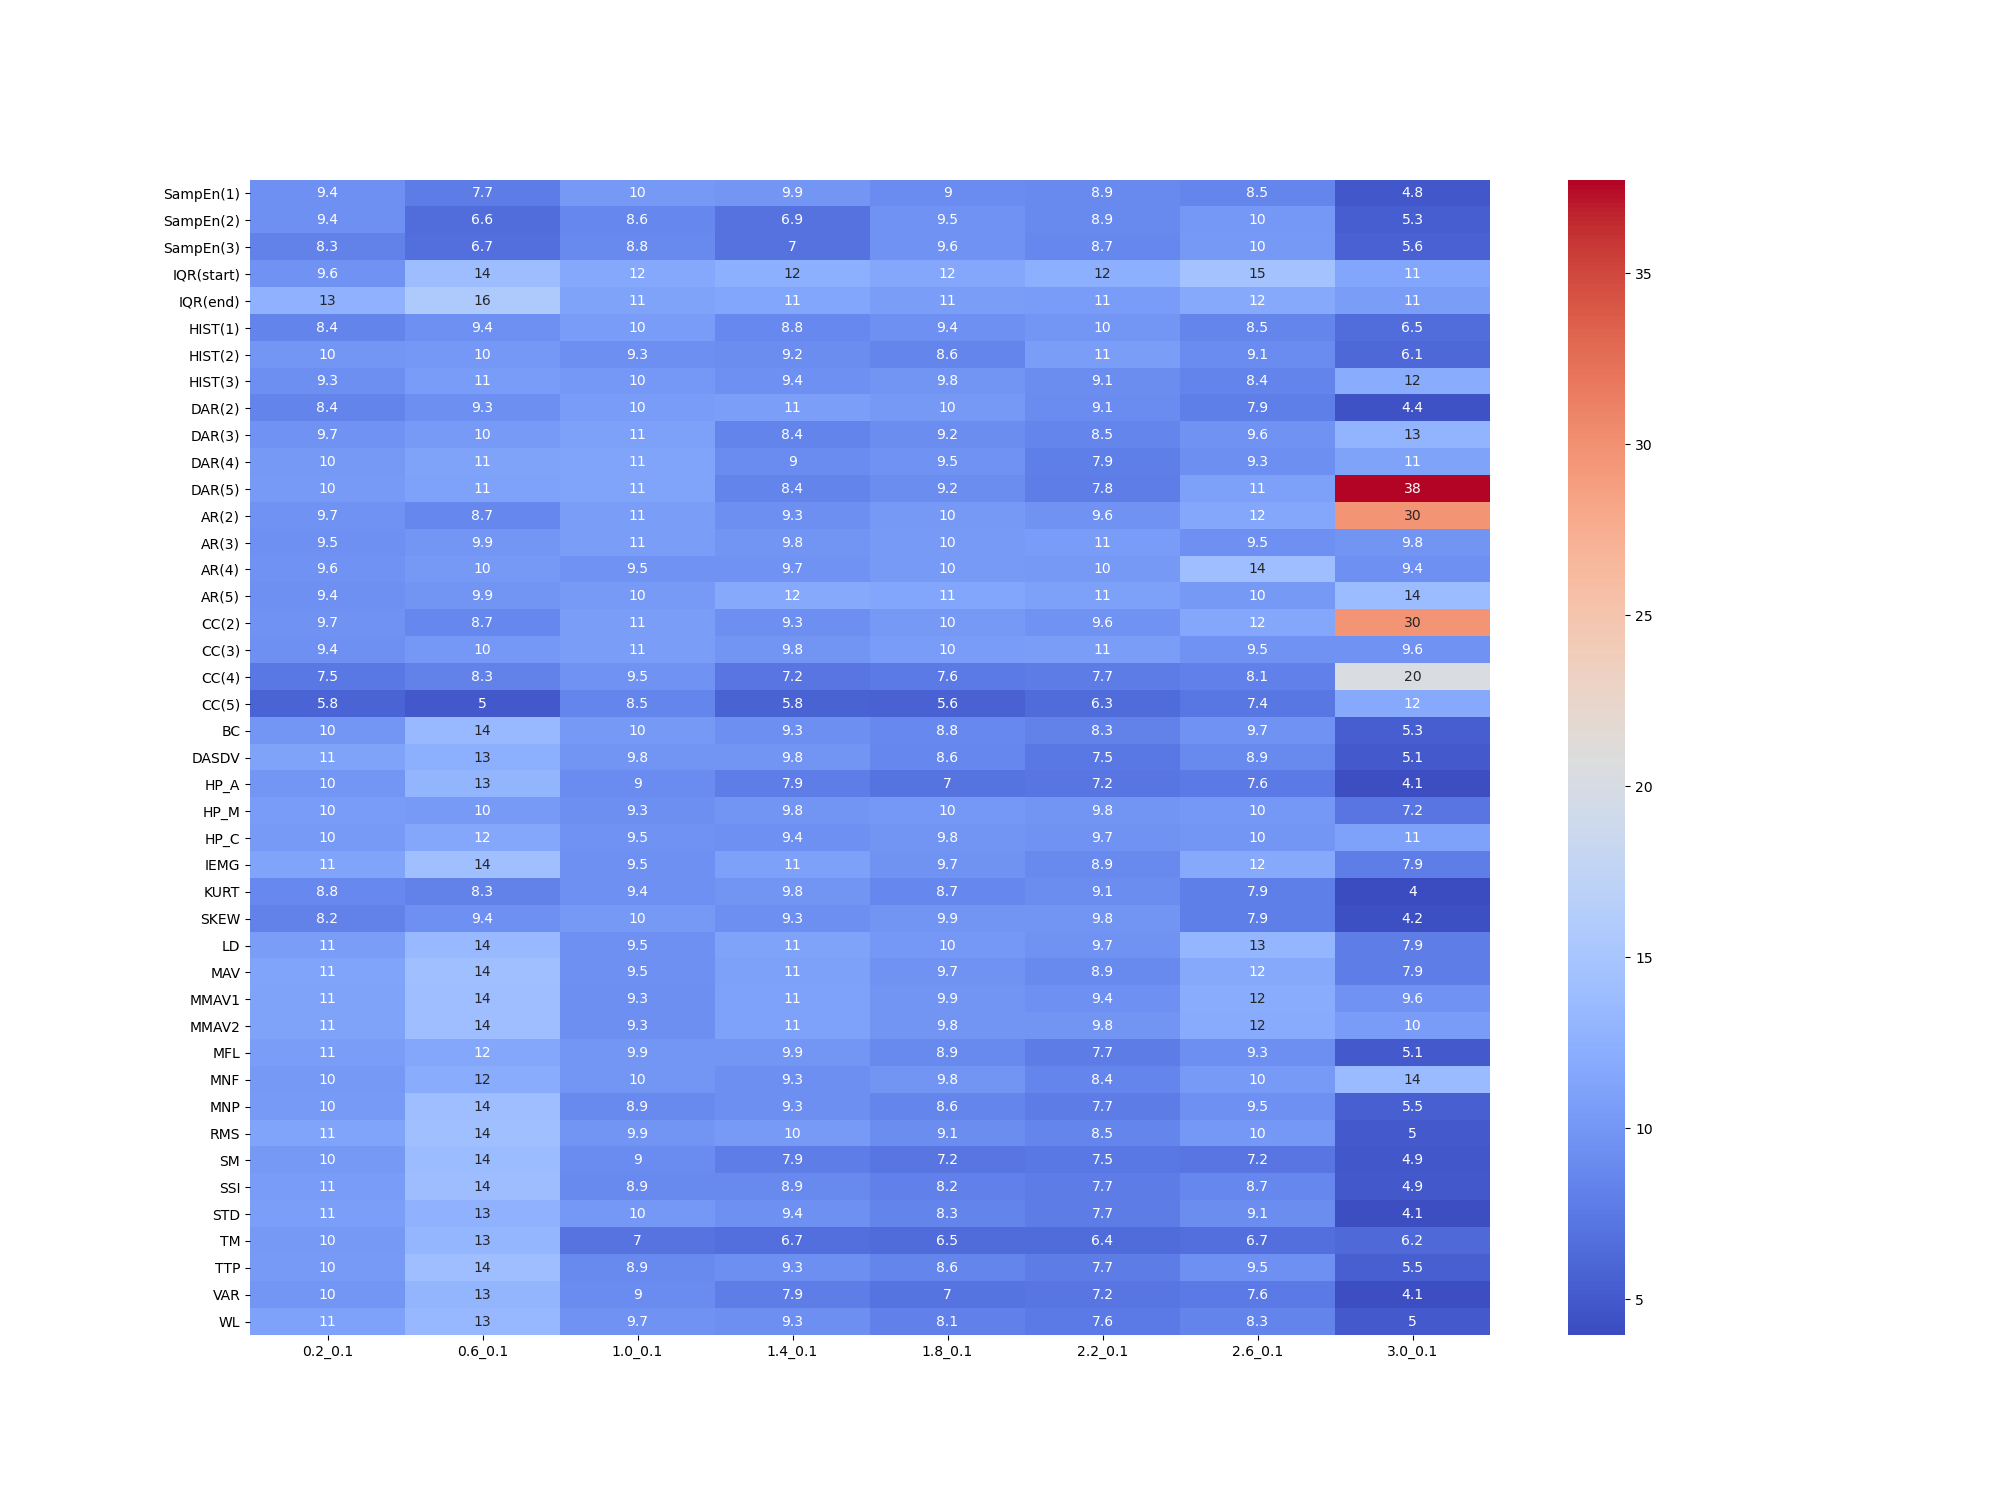 SampEn(1) 9.4 7.7 10 9.9 9 8.9 8.5 4.8
SampEn(2) 9.4 6.6 8.6 6.9 9.5 8.9 10 5.3
SampEn(3) 8.3 6.7 8.8 7 9.6 8.7 10 5.6
IQR(start) 9.6 14 12 12 12 12 15 11 35
IQR(end) 13 16 11 11 11 11 12 11
HIST(1) 8.4 9.4 10 8.8 9.4 10 8.5 6.5
HIST(2) 10 10 9.3 9.2 8.6 11 9.1 6.1
HIST(3) 9.3 11 10 9.4 9.8 9.1 8.4 12
DAR(2) 8.4 9.3 10 11 10 9.1 7.9 4.4
DAR(3) 9.7 10 11 8.4 9.2 8.5 9.6 13 30
DAR(4) 10 11 11 9 9.5 7.9 9.3 11
DAR(5) 10 11 11 8.4 9.2 7.8 11 38
AR(2) 9.7 8.7 11 9.3 10 9.6 12 30
AR(3) 9.5 9.9 11 9.8 10 11 9.5 9.8
AR(4) 9.6 10 9.5 9.7 10 10 14 9.4
AR(5) 9.4 9.9 10 12 11 11 10 14
CC(2) 9.7 8.7 11 9.3 10 9.6 12 30 25
CC(3) 9.4 10 11 9.8 10 11 9.5 9.6
CC(4) 7.5 8.3 9.5 7.2 7.6 7.7 8.1 20
CC(5) 5.8 5 8.5 5.8 5.6 6.3 7.4 12
BC 10 14 10 9.3 8.8 8.3 9.7 5.3
DASDV 11 13 9.8 9.8 8.6 7.5 8.9 5.1
HP_A 10 13 9 7.9 7 7.2 7.6 4.1 20
HP_M 10 10 9.3 9.8 10 9.8 10 7.2
HP_C 10 12 9.5 9.4 9.8 9.7 10 11
IEMG 11 14 9.5 11 9.7 8.9 12 7.9
KURT 8.8 8.3 9.4 9.8 8.7 9.1 7.9 4
SKEW 8.2 9.4 10 9.3 9.9 9.8 7.9 4.2
LD 11 14 9.5 11 10 9.7 13 7.9 15
MAV 11 14 9.5 11 9.7 8.9 12 7.9
MMAV1 11 14 9.3 11 9.9 9.4 12 9.6
MMAV2 11 14 9.3 11 9.8 9.8 12 10
MFL 11 12 9.9 9.9 8.9 7.7 9.3 5.1
MNF 10 12 10 9.3 9.8 8.4 10 14
MNP 10 14 8.9 9.3 8.6 7.7 9.5 5.5
RMS 11 14 9.9 10 9.1 8.5 10 5 10
SM 10 14 9 7.9 7.2 7.5 7.2 4.9
SSI 11 14 8.9 8.9 8.2 7.7 8.7 4.9
STD 11 13 10 9.4 8.3 7.7 9.1 4.1
TM 10 13 7 6.7 6.5 6.4 6.7 6.2
TTP 10 14 8.9 9.3 8.6 7.7 9.5 5.5
VAR 10 13 9 7.9 7 7.2 7.6 4.1 5
WL 11 13 9.7 9.3 8.1 7.6 8.3 5
0.2_0.1 0.6_0.1 1.0_0.1 1.4_0.1 1.8_0.1 2.2_0.1 2.6_0.1 3.0_0.1